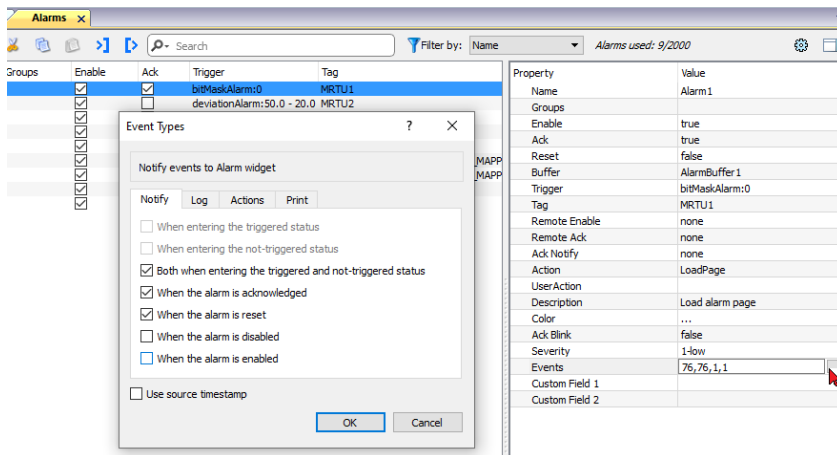 Alarms
Search
Filter by: Name
Alarms used: 9/2000
Groups Enable Ack Trigger Tag
bitMaskAlarm:0 MRTU1
deviationAlarm:50.0 - 20.0 MRTU2
_MAPP
_MAPP
Event Types ?
Notify events to Alarm widget
Notify Log Actions Print
When entering the triggered status
When entering the not-triggered status
Both when entering the triggered and not-triggered status
When the alarm is acknowledged
When the alarm is reset
When the alarm is disabled
When the alarm is enabled
Use source timestamp
OK Cancel
Property Value
Name Alarm1
Groups
Enable true
Ack true
Reset false
Buffer AlarmBuffer1
Trigger bitMaskAlarm:0
Tag MRTU1
Remote Enable none
Remote Ack none
Ack Notify none
Action LoadPage
UserAction
Description Load alarm page
Color ...
Ack Blink false
Severity 1-low
Events 76,76,1,1
Custom Field 1
Custom Field 2